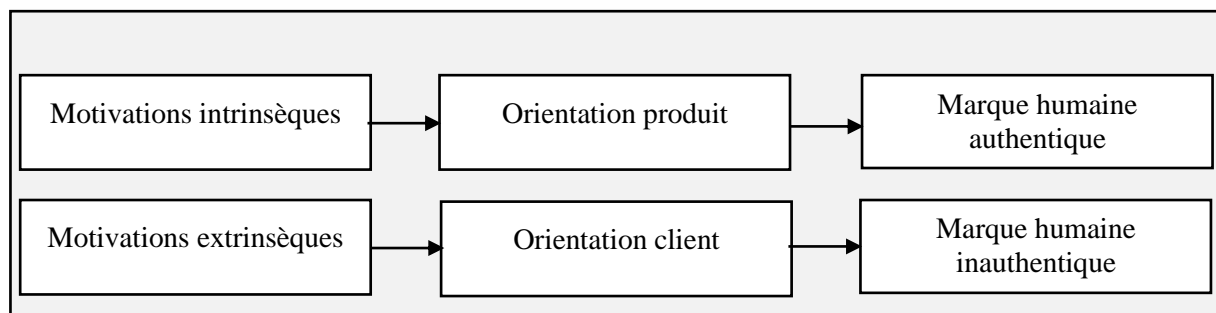 Motivations intrinsèques
Orientation produit
Marque humaine
authentique
Motivations extrinsèques
Orientation client
Marque humaine
inauthentique